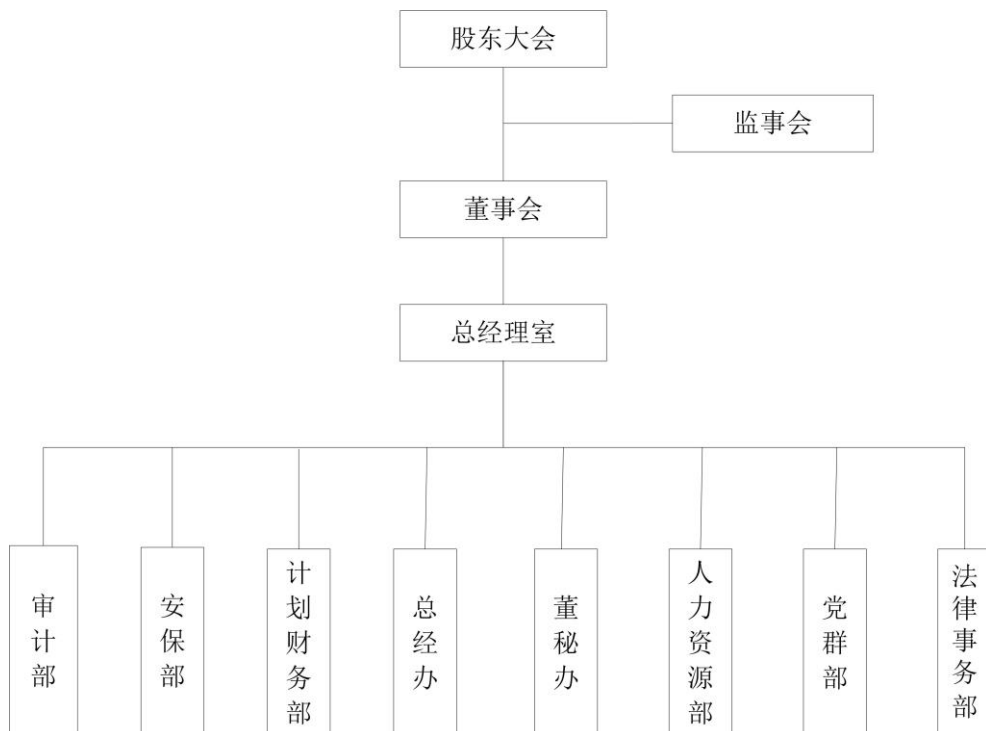 股东大会
监事会
董事会
总经理室
审计部
安保部
计划财务部
总经办
董秘办
人力资源部
党群部
法律事务部